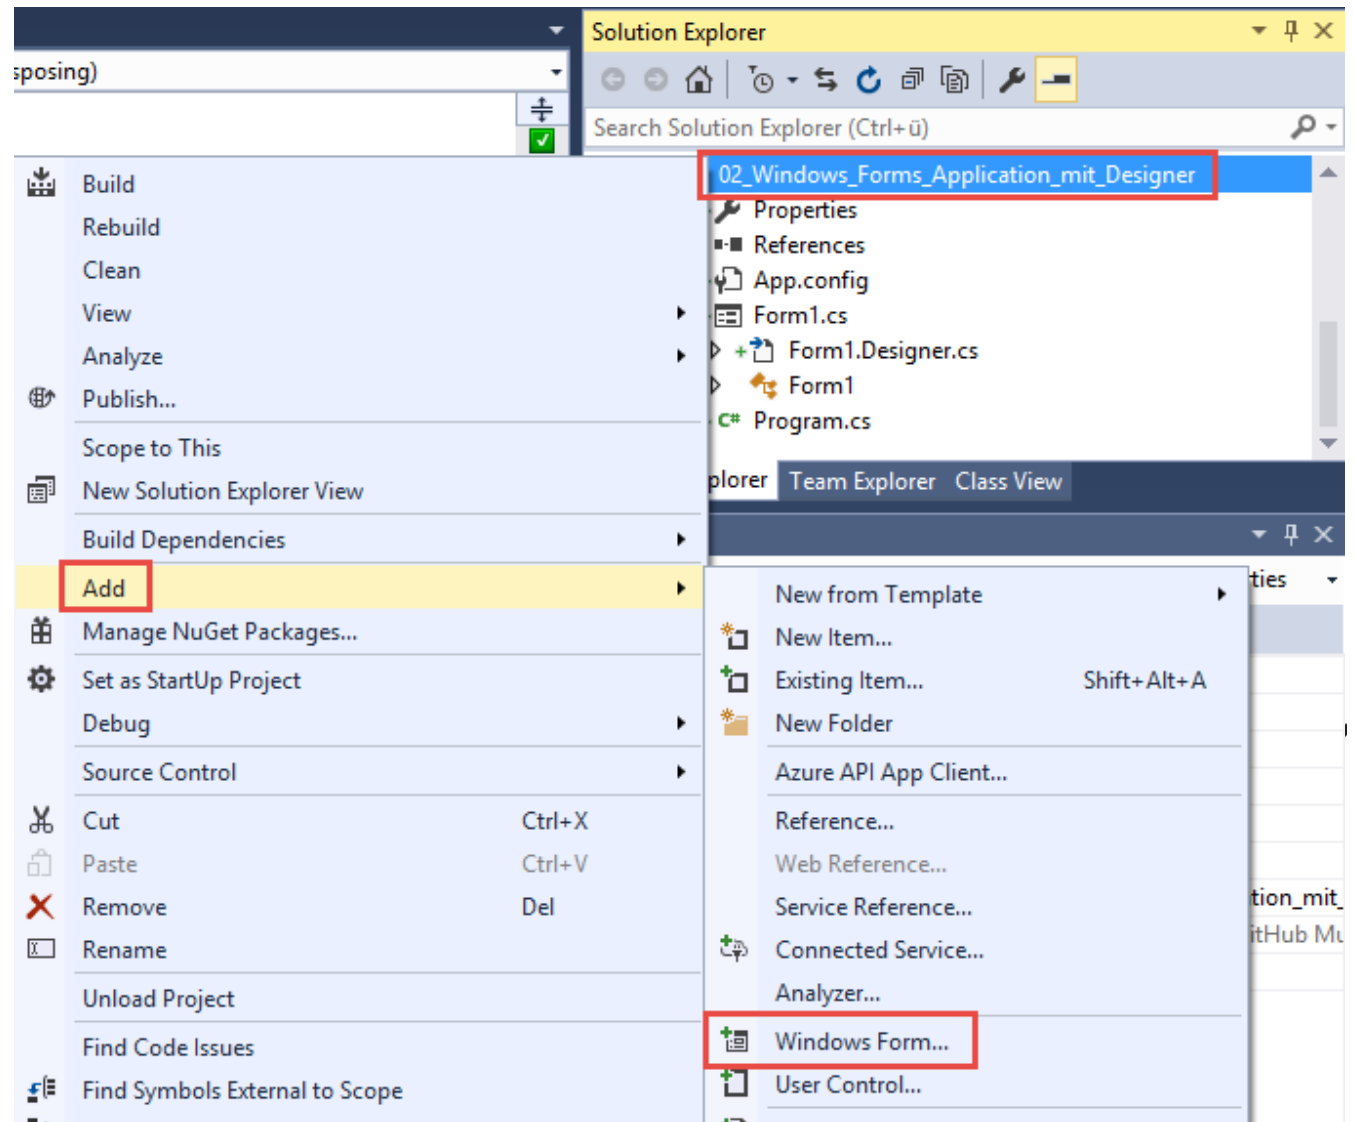 Solution Explorer
sposing)
Search Solution Explorer (Ctrl+ü)
02_Windows_Forms_Application_mit_Designer
Properties
References
App.config
Form1.cs
Form1.Designer.cs
Form1
C# Program.cs
plorer Team Explorer Class View
Build
Rebuild
Clean
View
Analyze
Publish...
Scope to This
New Solution Explorer View
Build Dependencies
Add
Manage NuGet Packages...
Set as StartUp Project
Debug
Source Control
Cut Ctrl+X
Paste Ctrl+V
Remove Del
Rename
Unload Project
Find Code Issues
Find Symbols External to Scope
New from Template
New Item...
Existing Item... Shift+Alt+A
New Folder
Azure API App Client...
Reference...
Web Reference...
Service Reference...
Connected Service...
Analyzer...
Windows Form...
User Control...
ties
tion_mit_
itHub Mu